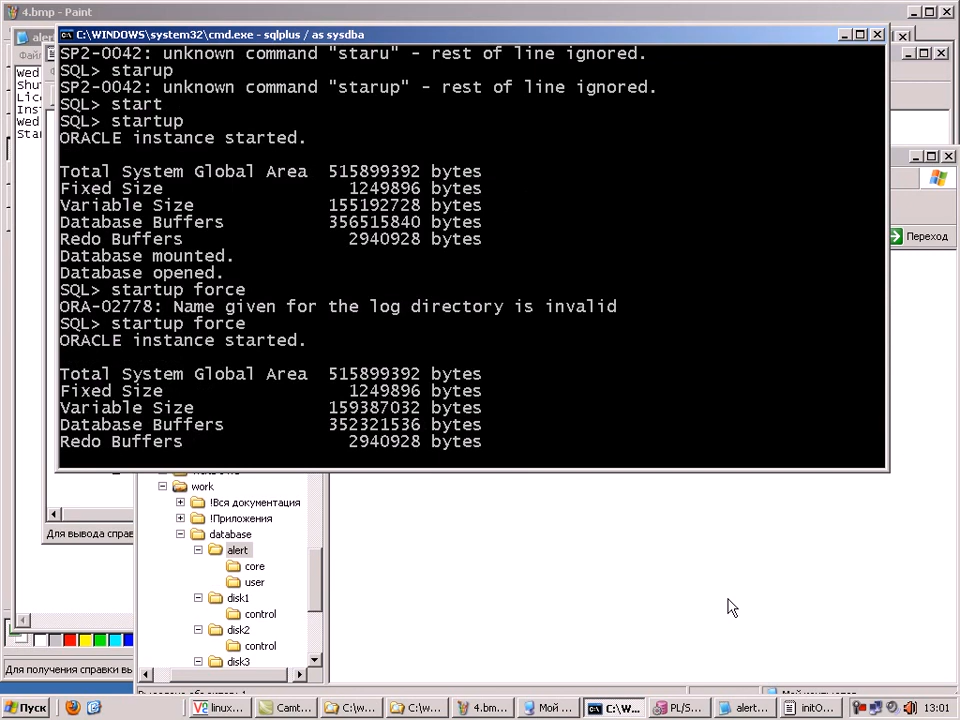 4.bmp - Paint
C:\WINDOWS\system32\cmd.exe - sqlplus / as sysdba
SP2-0042: unknown command "staru" - rest of line ignored.
SQL> starup
SP2-0042: unknown command "starup" - rest of line ignored.
SQL> start
SQL> startup
ORACLE instance started.
Total System Global Area 515899392 bytes
Fixed Size 1249896 bytes
Variable Size 155192728 bytes
Database Buffers 356515840 bytes
Redo Buffers 2940928 bytes
Database mounted.
Database opened.
SQL> startup force
ORA-02778: Name given for the log directory is invalid
SQL> startup force
ORACLE instance started.
Total System Global Area 515899392 bytes
Fixed Size 1249896 bytes
Variable Size 159387032 bytes
Database Buffers 352321536 bytes
Redo Buffers 2940928 bytes
Wed
Shu
Lice
Ins
Wed
Sta
Переход
work
!Вся документация
!Приложения
database
alert
core
user
disk1
control
disk2
control
disk3
Для вывода спра
Для получения справки вы
Пуск
linux...
Camt...
C:\w...
C:\w...
4.bm...
Мой ...
C:\W...
PL/S...
alert...
initO...
13:01